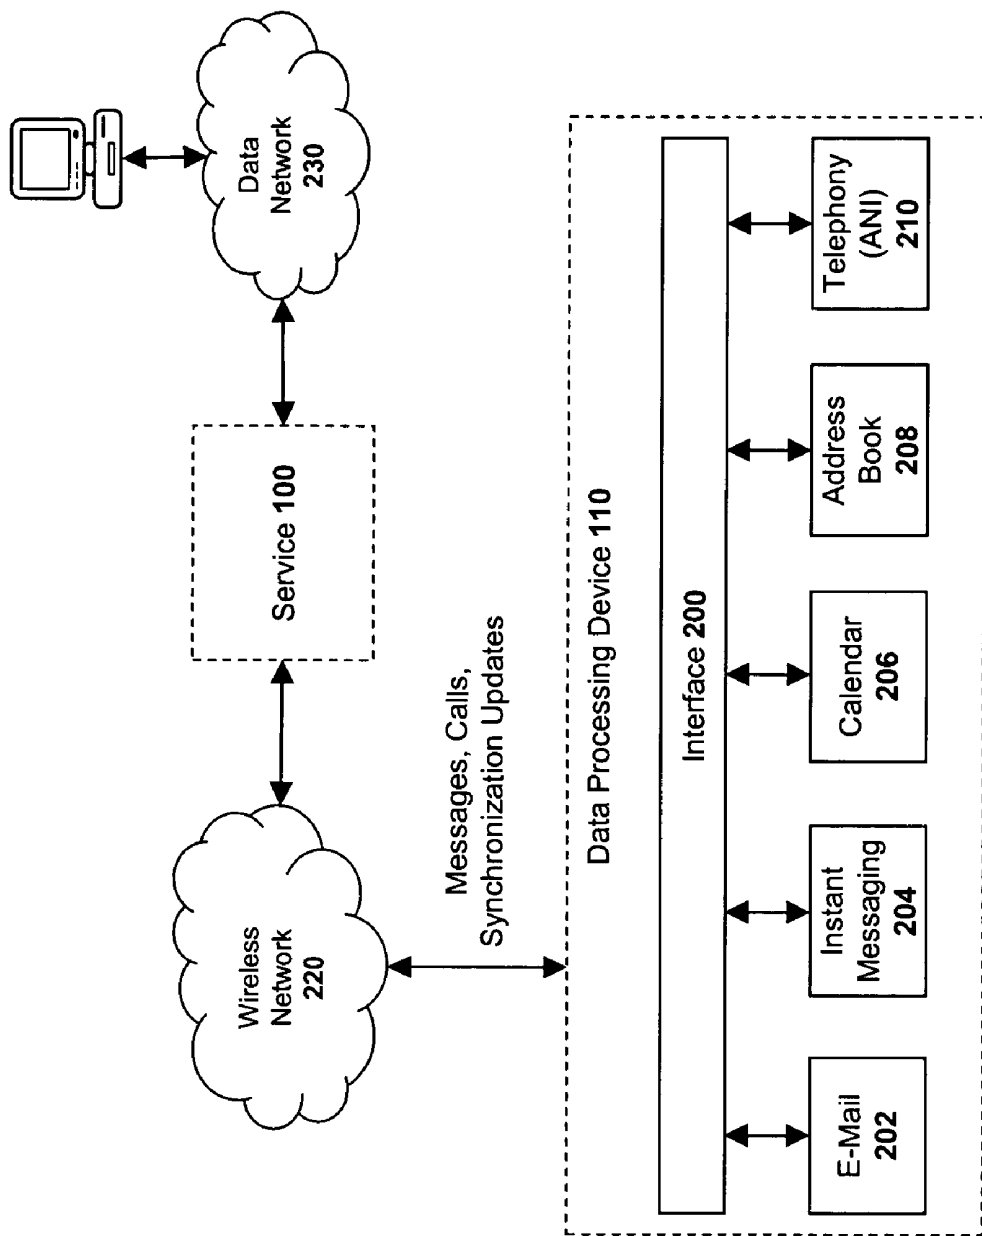 Data
Network
230
Service 100
Wireless
Network
220
Messages, Calls,
Synchronization Updates
Data Processing Device 110
Interface 200
E-Mail
202
Instant
Messaging
204
Calendar
206
Address
Book
208
Telephony
(ANI)
210